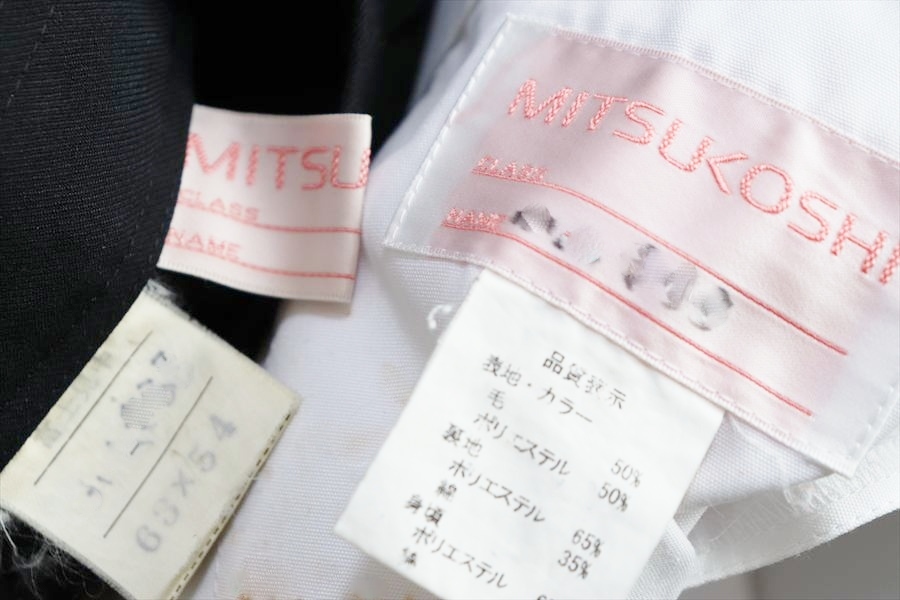 MITSU
CLASS
NAME
MITSUKOSHI
CLASS
NAME
63×54
品質表示
表地・カラー
毛 50%
ポリエステル 50%
裏地
ポリエステル 65%
綿 35%
身頃
ポリエステル
綿